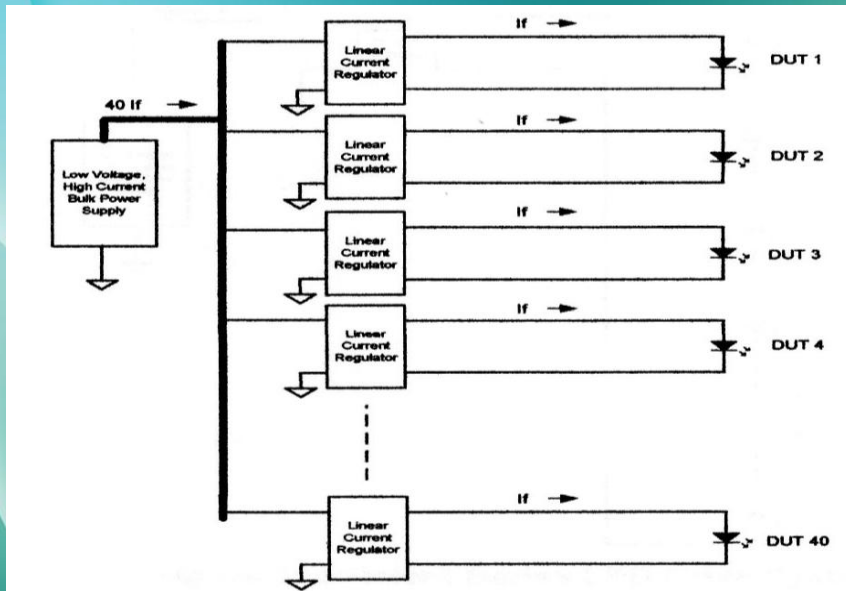 If
Linear
Current
Regulator
DUT 1
40 If
Low Voltage,
High Current
Bulk Power
Supply
If
Linear
Current
Regulator
DUT 2
If
Linear
Current
Regulator
DUT 3
If
Linear
Current
Regulator
DUT 4
If
Linear
Current
Regulator
DUT 40